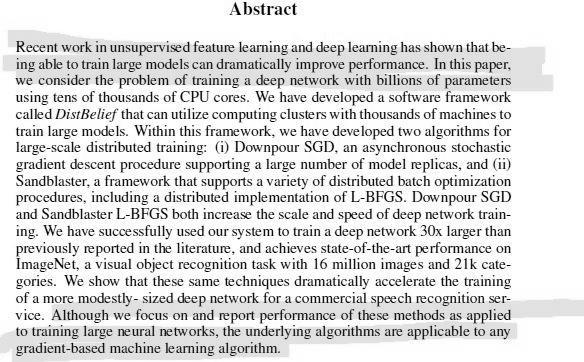 Abstract
Recent work in unsupervised feature learning and deep learning has shown that be-
ing able to train large models can dramatically improve performance. In this paper,
we consider the problem of training a deep network with billions of parameters
using tens of thousands of CPU cores. We have developed a software framework
called DistBelief that can utilize computing clusters with thousands of machines to
train large models. Within this framework, we have developed two algorithms for
large-scale distributed training: (i) Downpour SGD, an asynchronous stochastic
gradient descent procedure supporting a large number of model replicas, and (ii)
Sandblaster, a framework that supports a variety of distributed batch optimization
procedures, including a distributed implementation of L-BFGS. Downpour SGD
and Sandblaster L-BFGS both increase the scale and speed of deep network train-
ing. We have successfully used our system to train a deep network 30x larger than
previously reported in the literature, and achieves state-of-the-art performance on
ImageNet, a visual object recognition task with 16 million images and 21k cate-
gories. We show that these same techniques dramatically accelerate the training
of a more modestly- sized deep network for a commercial speech recognition ser-
vice. Although we focus on and report performance of these methods as applied
to training large neural networks, the underlying algorithms are applicable to any
gradient-based machine learning algorithm.